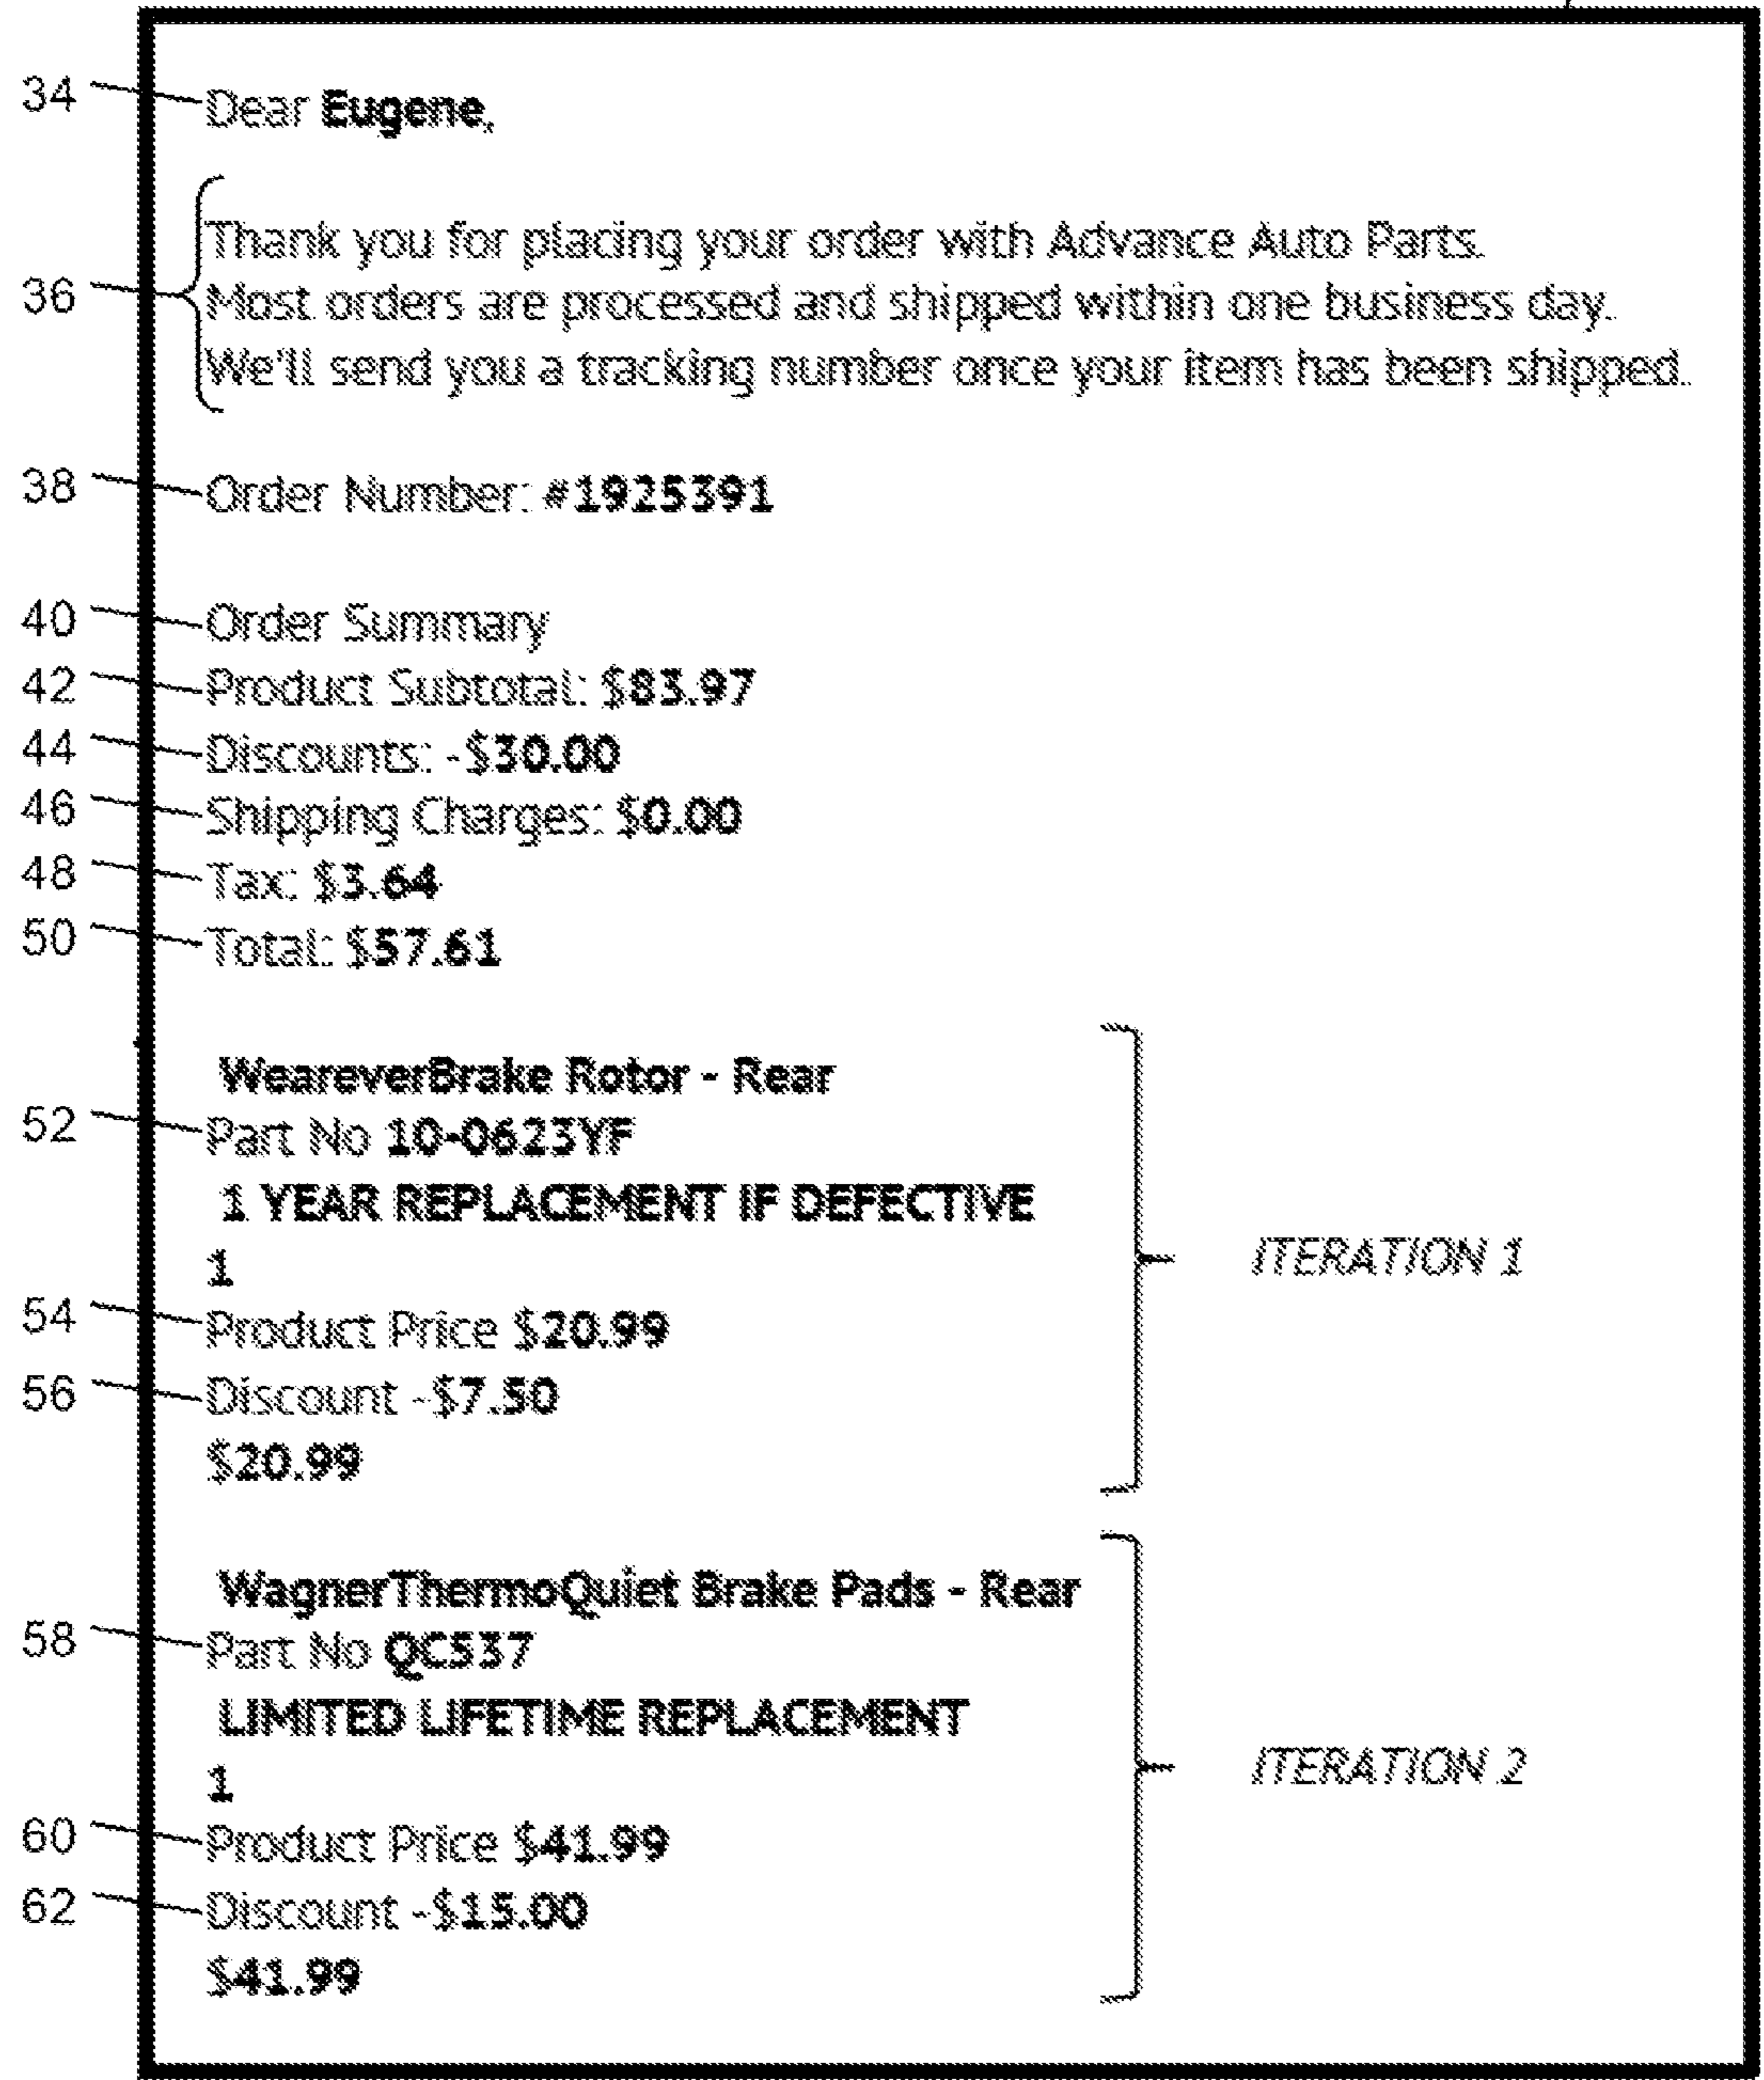 34 Dear Eugene,
Thank you for placing your order with Advance Auto Parts.
36 Most orders are processed and shipped within one business day.
We'll send you a tracking number once your item has been shipped.
38 Order Number: #1925391
40 Order Summary
42 Product Subtotal: $83.97
44 Discounts: -$30.00
46 Shipping Charges: $0.00
48 Tax: $3.64
50 Total: $57.61
WeareverBrake Rotor - Rear
52 Part No 10-0623YF
1 YEAR REPLACEMENT IF DEFECTIVE
ITERATION 1
1
54 Product Price $20.99
56 Discount -$7.50
$20.99
WagnerThermoQuiet Brake Pads - Rear
58 Part No QC537
LIMITED LIFETIME REPLACEMENT
ITERATION 2
1
60 Product Price $41.99
62 Discount -$15.00
$41.99